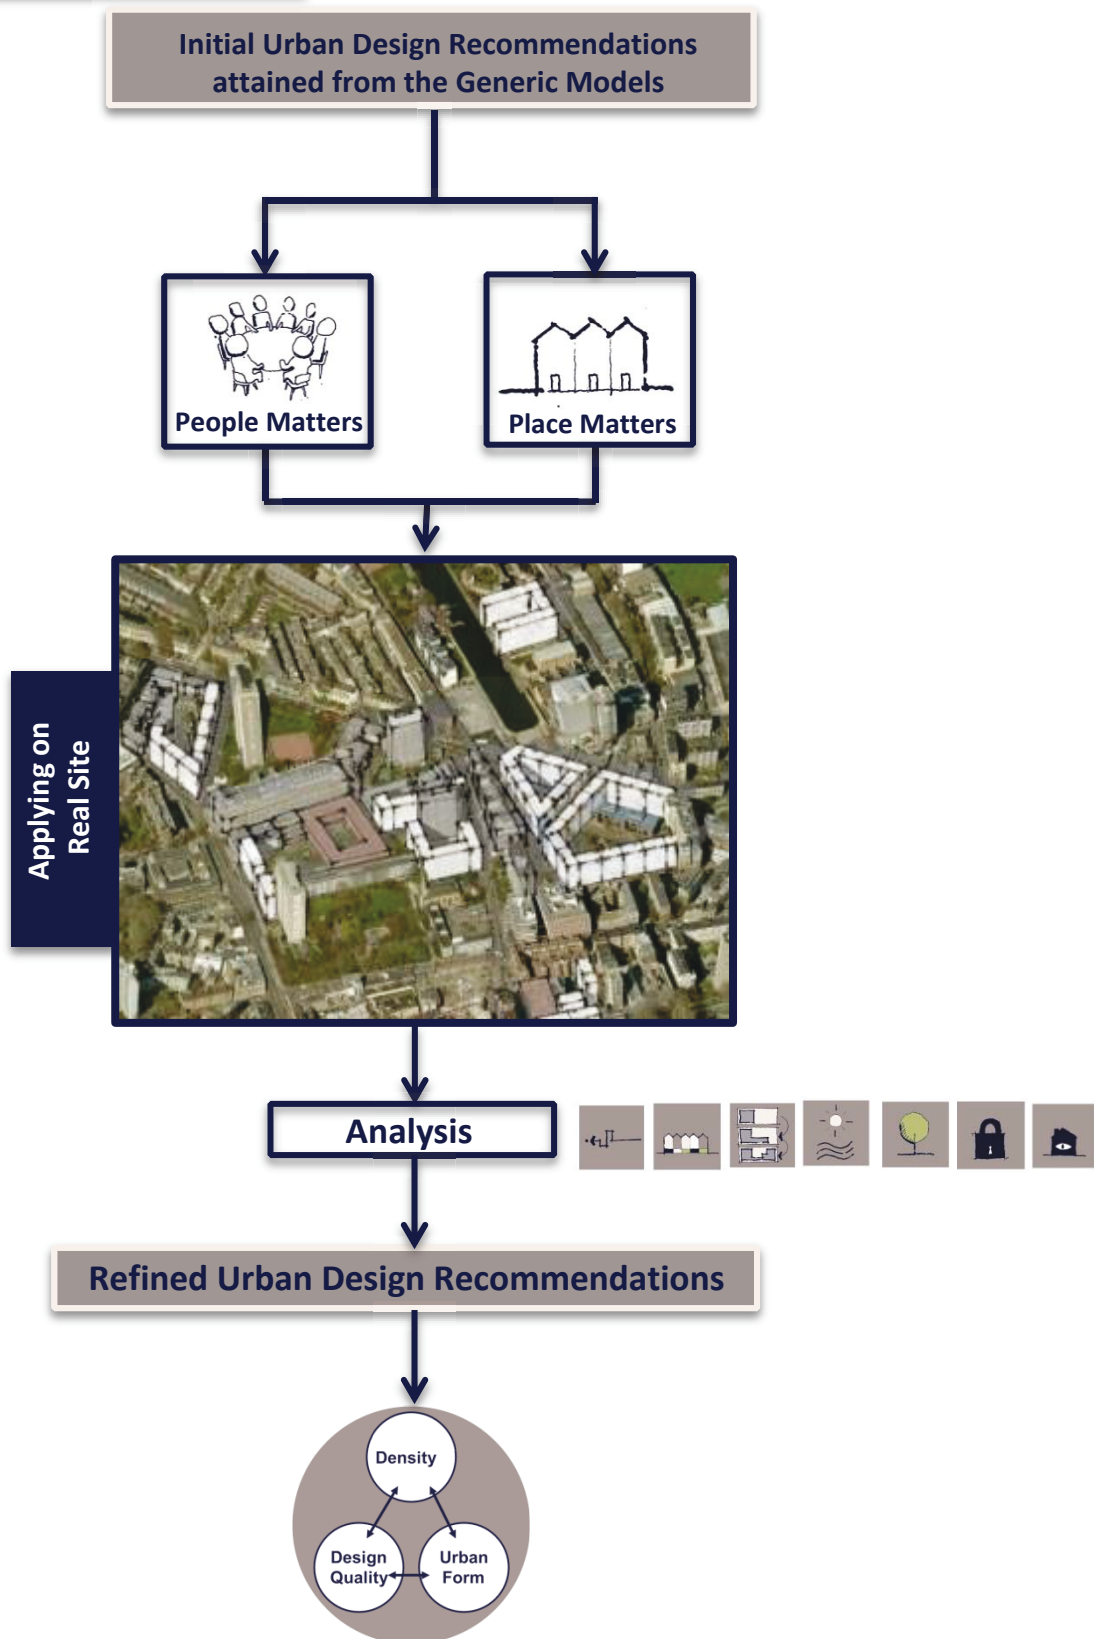 Initial Urban Design Recommendations
attained from the Generic Models
People Matters
Place Matters
Applying on
Real Site
Analysis
Refined Urban Design Recommendations
Density
Design
Quality
Urban
Form